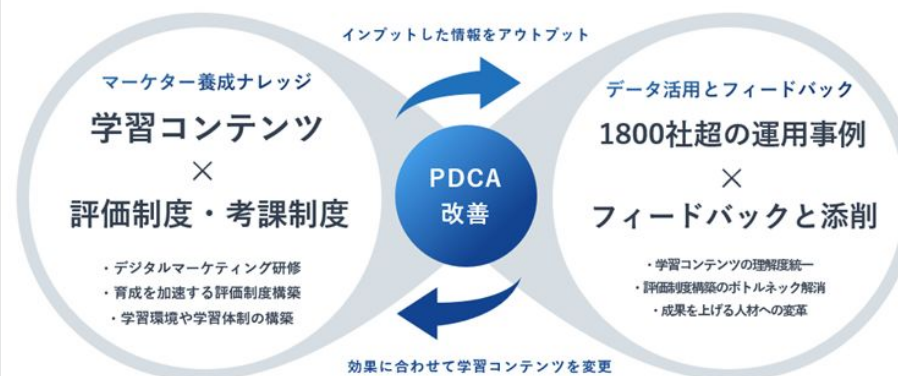 インプットした情報をアウトプット
マーケター養成ナレッジ
学習コンテンツ
×
評価制度・考課制度
・デジタルマーケティング研修
・育成を加速する評価制度構築
・学習環境や学習体制の構築
PDCA
改善
データ活用とフィードバック
1800社超の運用事例
×
フィードバックと添削
・学習コンテンツの理解度統一
・評価制度構築のボトルネック解消
・成果を上げる人材への変革
効果に合わせて学習コンテンツを変更